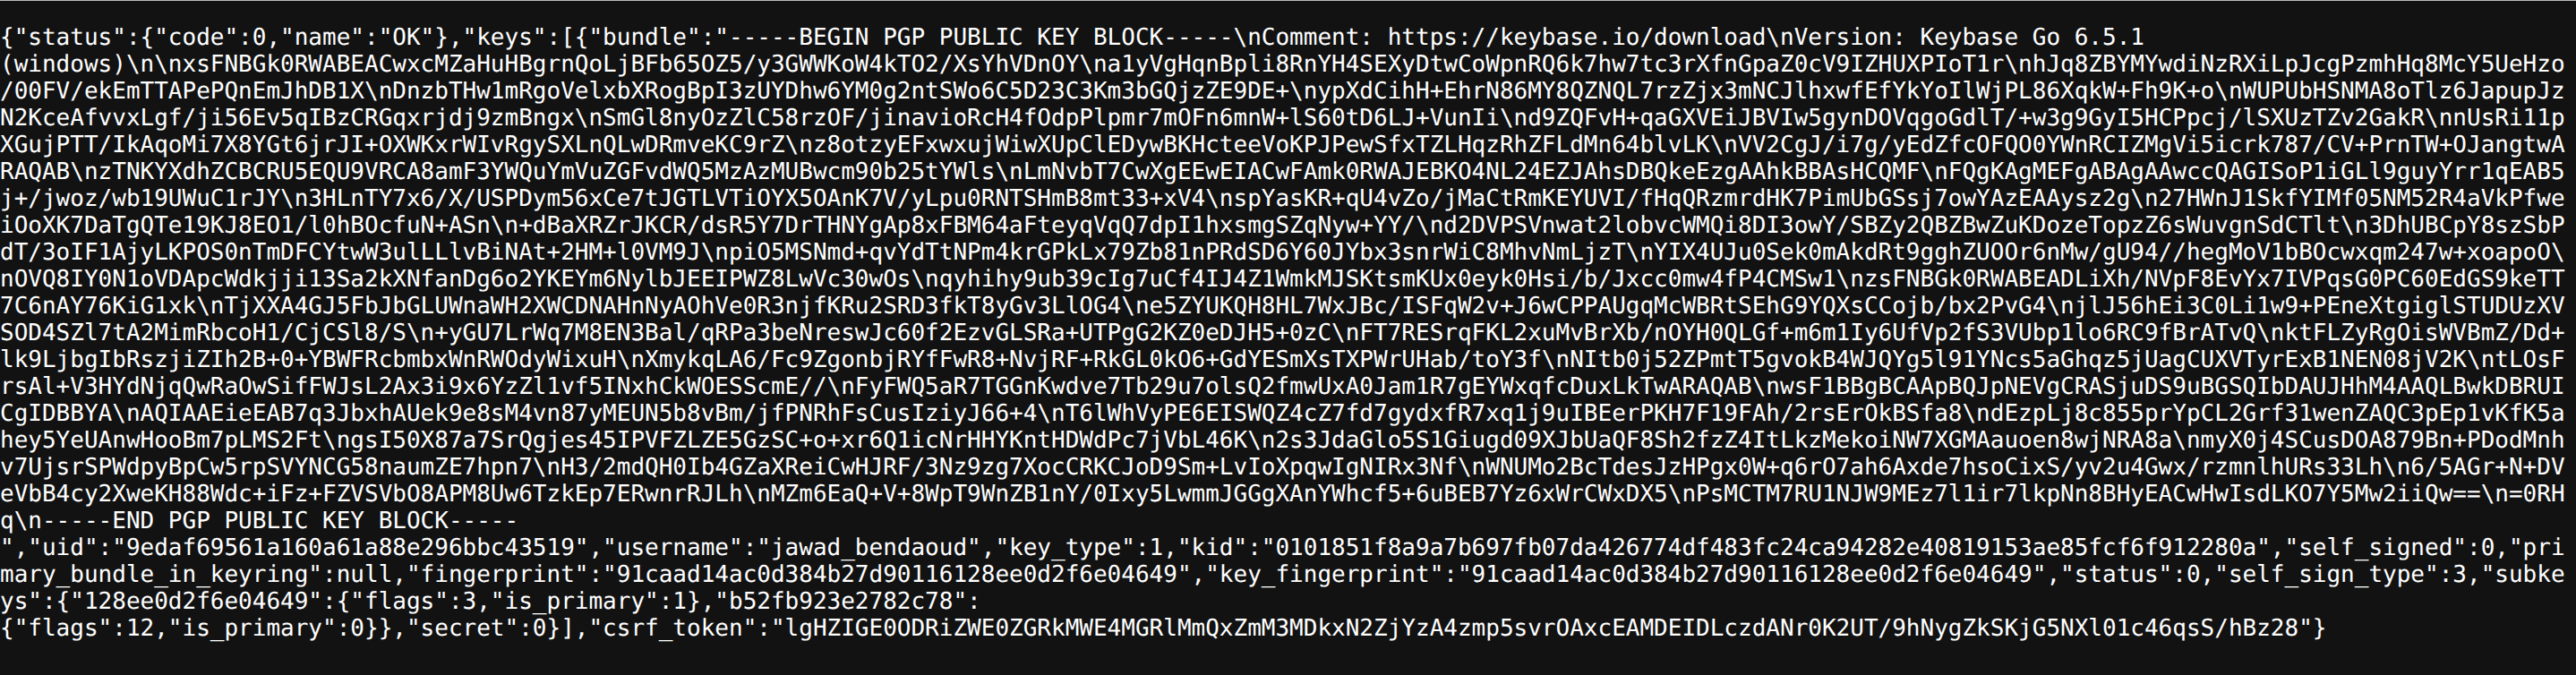 {"status":{"code":0,"name":"OK"},"keys":[{"bundle":"-----BEGIN PGP PUBLIC KEY BLOCK-----\nComment: https://keybase.io/download\nVersion: Keybase Go 6.5.1
(windows)\n\nxsFNBGk0RWABEACwxcMZaHuHBgrnQoLjBFb65OZ5/y3GWWKoW4kTO2/XsYhVDnOY\na1yVgHqnBpli8RnYH4SEXyDtwCoWpnRQ6k7hw7tc3rXfnGpaZ0cV9IZHUXPIoT1r\nhJq8ZBYMYwdiNzRXiLpJcgPzmhHq8McY5UeHzo
/00FV/ekEmTTAPePQnEmJhDB1X\nDnzbTHw1mRgoVelxbXRogBpI3zUYDhw6YM0g2ntSWo6C5D23C3Km3bGQjzZE9DE+\nypXdCihH+EhrN86MY8QZNQL7rzZjx3mNCJlhxwfEfYkYoIlWjPL86XqkW+Fh9K+o\nWUPUbHSNMA8oTlz6JapupJz
N2KceAfvvxLgf/ji56Ev5qIBzCRGqxrjdj9zmBngx\nSmGl8nyOzZlC58rzOF/jinavioRcH4fOdpPlpmr7mOFn6mnW+lS60tD6LJ+VunIi\nd9ZQFvH+qaGXVEiJBVIw5gynDOVqgoGdlT/+w3g9GyI5HCPpcj/lSXUzTZv2GakR\nnUsRi11p
XGujPTT/IkAqoMi7X8YGt6jrJI+OXWKxrWIvRgySXLnQLwDRmveKC9rZ\nz8otzyEFxwxujWiwXUpClEDywBKHcteeVoKPJPewSfxTZLHqzRhZFLdMn64blvLK\nVV2CgJ/i7g/yEdZfcOFQO0YWnRCIZMgVi5icrk787/CV+PrnTW+OJangtwA
RAQAB\nzTNKYXdhZCBCRU5EQU9VRCA8amF3YWQuYmVuZGFvdWQ5MzAzMUBwcm90b25tYWls\nLmNvbT7CwXgEEwEIACwFAmk0RWAJEBKO4NL24EZJAhsDBQkeEzgAAhkBBAsHCQMF\nFQgKAgMEFgABAgAAwccQAGISoP1iGLl9guyYrr1qEAB5
j+/jwoz/wb19UWuC1rJY\n3HLnTY7x6/X/USPDym56xCe7tJGTLVTiOYX5OAnK7V/yLpu0RNTSHmB8mt33+xV4\nspYasKR+qU4vZo/jMaCtRmKEYUVI/fHqQRzmrdHK7PimUbGSsj7owYAzEAAysz2g\n27HWnJ1SkfYIMf05NM52R4aVkPfwe
iOoXK7DaTgQTe19KJ8EO1/l0hBOcfuN+ASn\n+dBaXRZrJKCR/dsR5Y7DrTHNYgAp8xFBM64aFteyqVqQ7dpI1hxsmgSZqNyw+YY/\nd2DVPSVnwat2lobvcWMQi8DI3owY/SBZy2QBZBwZuKDozeTopzZ6sWuvgnSdCTlt\n3DhUBCpY8szSbP
dT/3oIF1AjyLKPOS0nTmDFCYtwW3ulLLlvBiNAt+2HM+l0VM9J\npiO5MSNmd+qvYdTtNPm4krGPkLx79Zb81nPRdSD6Y60JYbx3snrWiC8MhvNmLjzT\nYIX4UJu0Sek0mAkdRt9gghZUOOr6nMw/gU94//hegMoV1bBOcwxqm247w+xoapoO\
nOVQ8IY0N1oVDApcWdkjji13Sa2kXNfanDg6o2YKEYm6NylbJEEIPWZ8LwVc30wOs\nqyhihy9ub39cIg7uCf4IJ4Z1WmkMJSKtsmKUx0eyk0Hsi/b/Jxcc0mw4fP4CMSw1\nzsFNBGk0RWABEADLiXh/NVpF8EvYx7IVPqsG0PC60EdGS9keTT
7C6nAY76KiG1xk\nTjXXA4GJ5FbJbGLUWnaWH2XWCDNAHnNyAOhVe0R3njfKRu2SRD3fkT8yGv3LlOG4\ne5ZYUKQH8HL7WxJBc/ISFqW2v+J6wCPPAUgqMcWBRtSEhG9YQXsCCojb/bx2PvG4\njlJ56hEi3C0Li1w9+PEneXtgiglSTUDUzXV
SOD4SZl7tA2MimRbcoH1/CjCSl8/S\n+yGU7LrWq7M8EN3Bal/qRPa3beNreswJc60f2EzvGLSRa+UTPgG2KZ0eDJH5+0zC\nFT7RESrqFKL2xuMvBrXb/nOYH0QLGf+m6m1Iy6UfVp2fS3VUbp1lo6RC9fBrATvQ\nktFLZyRgOisWVBmZ/Dd+
lk9LjbgIbRszjiZIh2B+0+YBWFRcbmbxWnRWOdyWixuH\nXmykqLA6/Fc9ZgonbjRYfFwR8+NvjRF+RkGL0kO6+GdYESmXsTXPWrUHab/toY3f\nNItb0j52ZPmtT5gvokB4WJQYg5l91YNcs5aGhqz5jUagCUXVTyrExB1NEN08jV2K\ntLOsF
rsAl+V3HYdNjqQwRaOwSifFWJsL2Ax3i9x6YzZl1vf5INxhCkWOESScmE//\nFyFWQ5aR7TGGnKwdve7Tb29u7olsQ2fmwUxA0Jam1R7gEYWxqfcDuxLkTwARAQAB\nwsF1BBgBCAApBQJpNEVgCRASjuDS9uBGSQIbDAUJHhM4AAQLBwkDBRUI
CgIDBBYA\nAQIAAEieEAB7q3JbxhAUek9e8sM4vn87yMEUN5b8vBm/jfPNRhFsCusIziyJ66+4\nT6lWhVyPE6EISWQZ4cZ7fd7gydxfR7xq1j9uIBEerPKH7F19FAh/2rsErOkBSfa8\ndEzpLj8c855prYpCL2Grf31wenZAQC3pEp1vKfK5a
hey5YeUAnwHooBm7pLMS2Ft\ngsI50X87a7SrQgjes45IPVFZLZE5GzSC+o+xr6Q1icNrHHYKntHDWdPc7jVbL46K\n2s3JdaGlo5S1Giugd09XJbUaQF8Sh2fzZ4ItLkzMekoiNW7XGMAauoen8wjNRA8a\nmyX0j4SCusDOA879Bn+PDodMnh
v7UjsrSPWdpyBpCw5rpSVYNCG58naumZE7hpn7\nH3/2mdQH0Ib4GZaXReiCwHJRF/3Nz9zg7XocCRKCJoD9Sm+LvIoXpqwIgNIRx3Nf\nWNUMo2BcTdesJzHPgx0W+q6rO7ah6Axde7hsoCixS/yv2u4Gwx/rzmnlhURs33Lh\n6/5AGr+N+DV
eVbB4cy2XweKH88Wdc+iFz+FZVSVbO8APM8Uw6TzkEp7ERwnrRJLh\nMZm6EaQ+V+8WpT9WnZB1nY/0Ixy5LwmmJGGgXAnYWhcf5+6uBEB7Yz6xWrCWxDX5\nPsMCTM7RU1NJW9MEz7l1ir7lkpNn8BHyEACwHwIsdLKO7Y5Mw2iiQw==\n=0RH
q\n-----END PGP PUBLIC KEY BLOCK-----
","uid":"9edaf69561a160a61a88e296bbc43519","username":"jawad_bendaoud","key_type":1,"kid":"0101851f8a9a7b697fb07da426774df483fc24ca94282e40819153ae85fcf6f912280a","self_signed":0,"pri
mary_bundle_in_keyring":null,"fingerprint":"91caad14ac0d384b27d90116128ee0d2f6e04649","key_fingerprint":"91caad14ac0d384b27d90116128ee0d2f6e04649","status":0,"self_sign_type":3,"subke
ys":{"128ee0d2f6e04649":{"flags":3,"is_primary":1},"b52fb923e2782c78":
{"flags":12,"is_primary":0}},"secret":0}],"csrf_token":"lgHZIGE0ODRiZWE0ZGRkMWE4MGRlMmQxZmM3MDkxN2ZjYzA4zmp5svrOAxcEAMDEIDLczdANr0K2UT/9hNygZkSKjG5NXl01c46qsS/hBz28"}